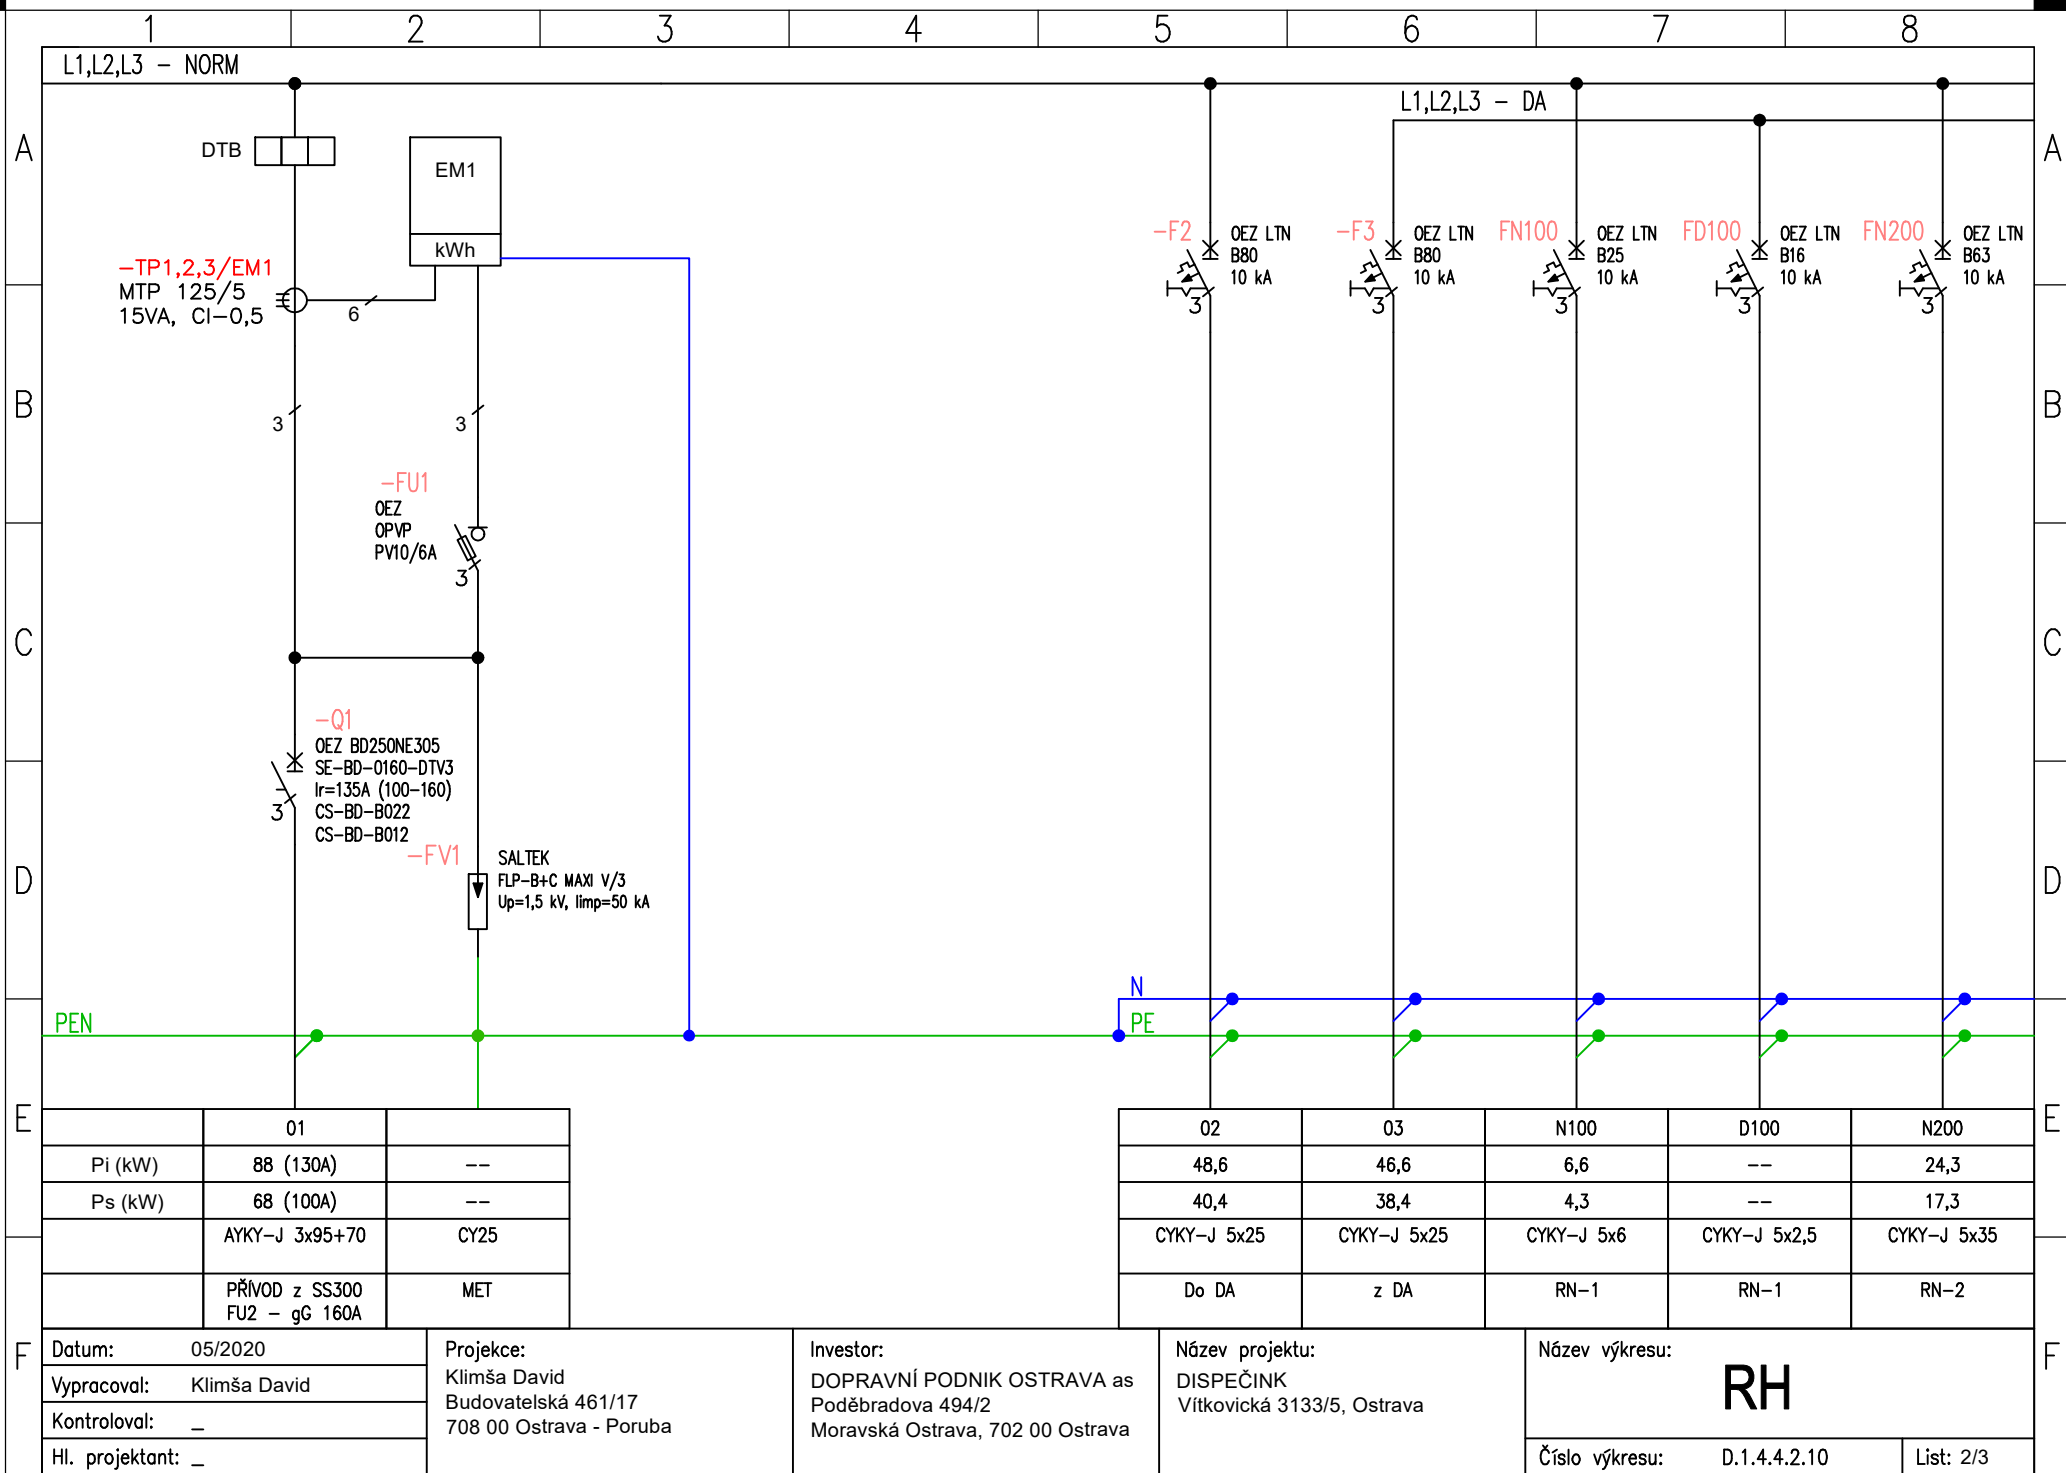 1 2 3 4 5 6 7 8
L1,L2,L3 – NORM
L1,L2,L3 – DA
A A
DTB
EM1
kWh
–TP1,2,3/EM1
MTP 125/5
15VA, Cl–0,5
6
–F2
OEZ LTN
B80
10 kA
3
–F3
OEZ LTN
B80
10 kA
3
FN100
OEZ LTN
B25
10 kA
3
FD100
OEZ LTN
B16
10 kA
3
FN200
OEZ LTN
B63
10 kA
3
B B
3 3
–FU1
OEZ
OPVP
PV10/6A
3
C C
–Q1
OEZ BD250NE305
SE–BD–0160–DTV3
Ir=135A (100–160)
CS–BD–B022
CS–BD–B012
3
–FV1
SALTEK
FLP–B+C MAXI V/3
Up=1,5 kV, Iimp=50 kA
D D
N
PEN
PE
E E
01
Pi (kW) 88 (130A) --
Ps (kW) 68 (100A) --
AYKY–J 3x95+70 CY25
PŘÍVOD z SS300 MET
FU2 – gG 160A
02 03 N100 D100 N200
48,6 46,6 6,6 -- 24,3
40,4 38,4 4,3 -- 17,3
CYKY–J 5x25 CYKY–J 5x25 CYKY–J 5x6 CYKY–J 5x2,5 CYKY–J 5x35
Do DA z DA RN–1 RN–1 RN–2
F F
Datum: 05/2020
Vypracoval: Klimša David
Kontroloval: _
Hl. projektant: _
Projekce:
Klimša David
Budovatelská 461/17
708 00 Ostrava - Poruba
Investor:
DOPRAVNÍ PODNIK OSTRAVA as
Poděbradova 494/2
Moravská Ostrava, 702 00 Ostrava
Název projektu:
DISPEČINK
Vítkovická 3133/5, Ostrava
Název výkresu:
RH
Číslo výkresu: D.1.4.4.2.10
List: 2/3